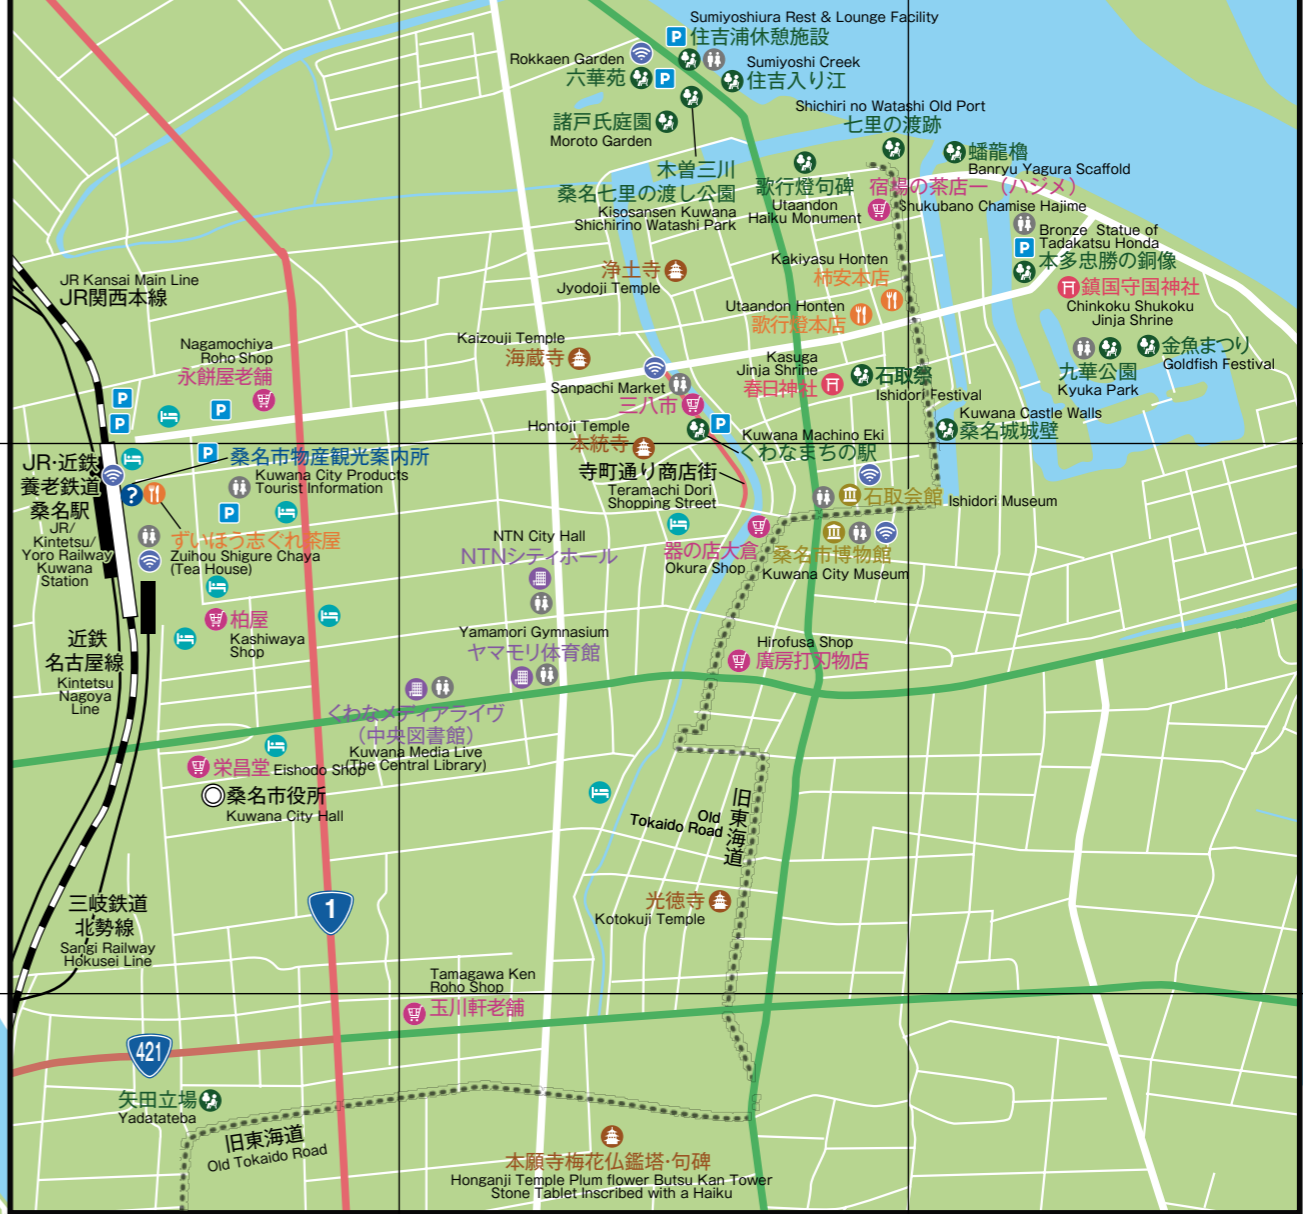 Sumiyoshiura Rest & Lounge Facility
P 住吉浦休憩施設
Rokkaen Garden
六華苑 P
Sumiyoshi Creek
住吉入り江
Shichiri no Watashi Old Port
七里の渡跡
諸戸氏庭園
Moroto Garden
蟠龍櫓
Banryu Yagura Scaffold
木曽三川
桑名七里の渡し公園
Kisosansen Kuwana
Shichirino Watashi Park
歌行燈句碑
Utaandon
Haiku Monument
宿場の茶店一（ハジメ）
Shukubano Chamise Hajime
Bronze Statue of
Tadakatsu Honda
P
本多忠勝の銅像
JR Kansai Main Line
JR関西本線
浄土寺
Jyodoji Temple
Kakiyasu Honten
柿安本店
鎮国守国神社
Chinkoku Shukoku
Jinja Shrine
Utaandon Honten
歌行燈本店
Nagamochiya
Roho Shop
永餅屋老舗
Kaizouji Temple
海蔵寺
Kasuga
Jinja Shrine
春日神社
石取祭
Ishidori Festival
九華公園
Kyuka Park
金魚まつり
Goldfish Festival
Sanpachi Market
三八市
P
P
P
P
Kuwana Castle Walls
桑名城城壁
Hontoji Temple
本統寺
P
Kuwana Machino Eki
くわなまちの駅
JR・近鉄
養老鉄道
桑名駅
JR/
Kintetsu/
Yoro Railway
Kuwana
Station
P
桑名市物産観光案内所
Kuwana City Products
Tourist Information
?
P
寺町通り商店街
Teramachi Dori
Shopping Street
石取会館 Ishidori Museum
ずいほう志ぐれ茶屋
Zuihou Shigure Chaya
(Tea House)
NTN City Hall
NTNシティホール
器の店大倉
Okura Shop
桑名市博物館
Kuwana City Museum
柏屋
Kashiwaya
Shop
近鉄
名古屋線
Kintetsu
Nagoya
Line
Yamamori Gymnasium
ヤマモリ体育館
Hirofusa Shop
廣房打刃物店
くわなメディアライヴ
（中央図書館）
Kuwana Media Live
(The Central Library)
栄昌堂 Eishodo Shop
桑名市役所
Kuwana City Hall
旧東海道
Old
Tokaido Road
三岐鉄道
北勢線
Sangi Railway
Hokusei Line
1
光徳寺
Kotokuji Temple
Tamagawa Ken
Roho Shop
玉川軒老舗
421
矢田立場
Yadatateba
旧東海道
Old Tokaido Road
本願寺梅花仏鑑塔・句碑
Honganji Temple Plum flower Butsu Kan Tower
Stone Tablet Inscribed with a Haiku